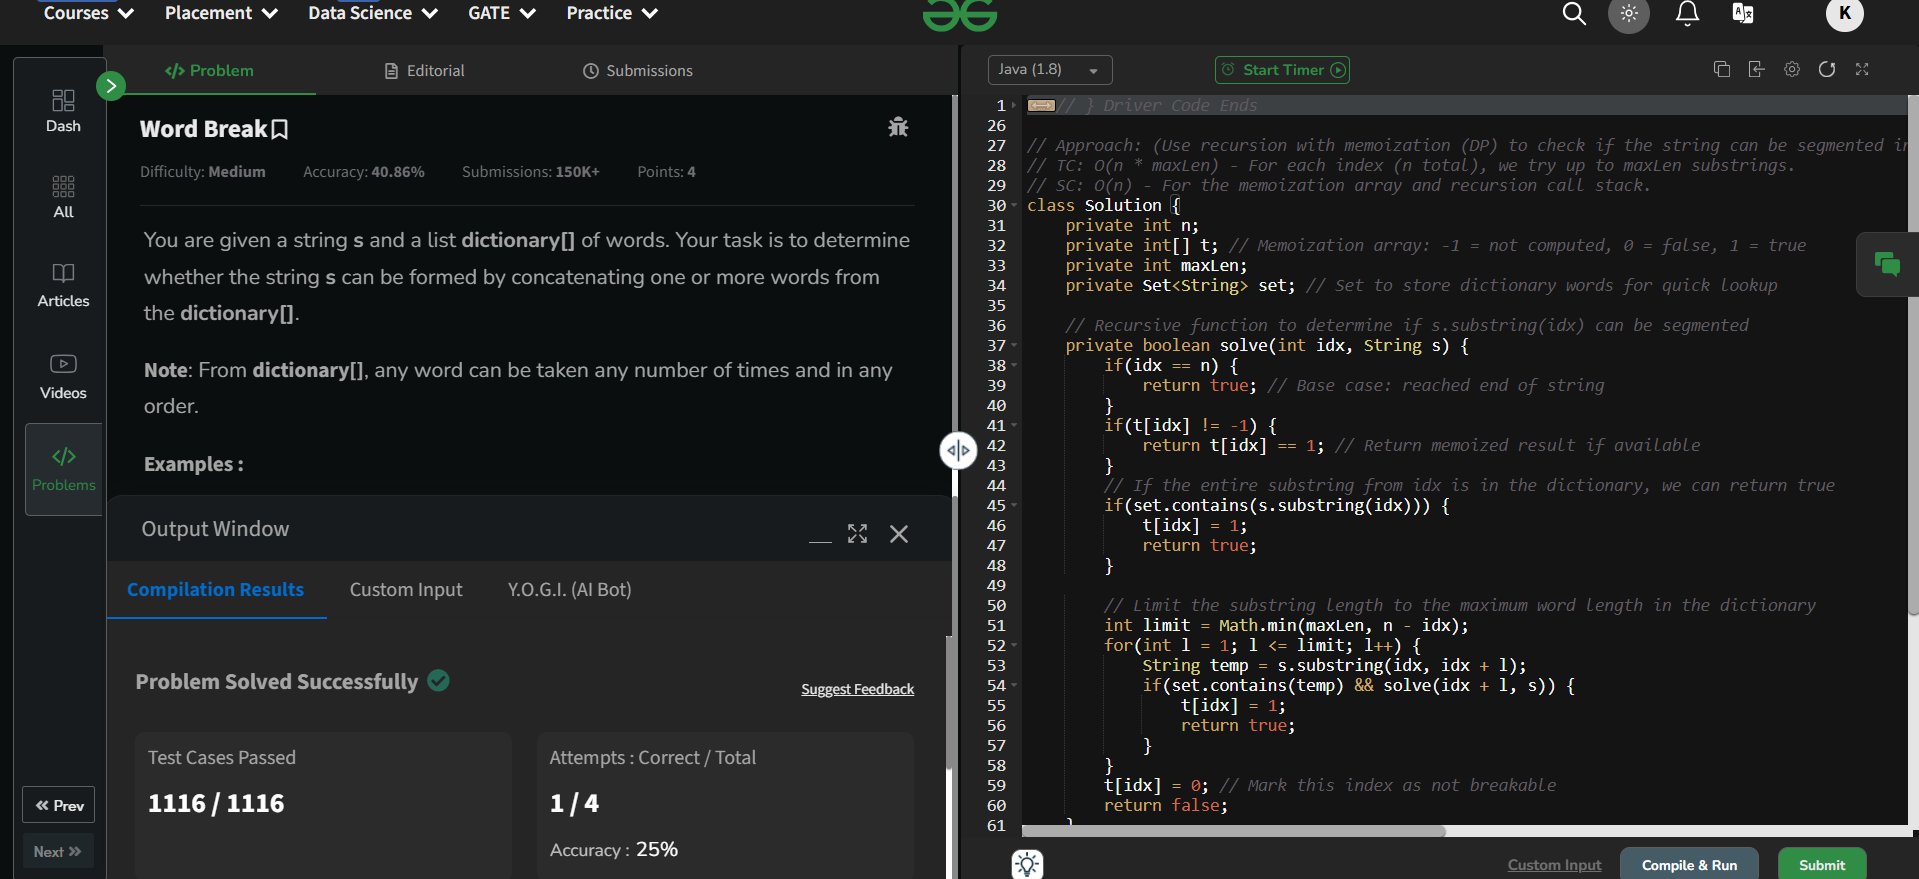 Courses Placement Data Science GATE Practice K
Dash
All
Articles
Videos
Problems
Prev
Next
Problem Editorial Submissions
Word Break
Difficulty: Medium Accuracy: 40.86% Submissions: 150K+ Points: 4
You are given a string s and a list dictionary[] of words. Your task is to determine
whether the string s can be formed by concatenating one or more words from
the dictionary[].
Note: From dictionary[], any word can be taken any number of times and in any
order.
Examples :
Output Window
Compilation Results Custom Input Y.O.G.I. (AI Bot)
Problem Solved Successfully
Suggest Feedback
Test Cases Passed
1116 / 1116
Attempts : Correct / Total
1 / 4
Accuracy : 25%
Java (1.8) Start Timer
1 // } Driver Code Ends
26
27 // Approach: (Use recursion with memoization (DP) to check if the string can be segmented in
28 // TC: O(n * maxLen) - For each index (n total), we try up to maxLen substrings.
29 // SC: O(n) - For the memoization array and recursion call stack.
30 class Solution {
31 private int n;
32 private int[] t; // Memoization array: -1 = not computed, 0 = false, 1 = true
33 private int maxLen;
34 private Set<String> set; // Set to store dictionary words for quick lookup
35
36 // Recursive function to determine if s.substring(idx) can be segmented
37 private boolean solve(int idx, String s) {
38 if(idx == n) {
39 return true; // Base case: reached end of string
40 }
41 if(t[idx] != -1) {
42 return t[idx] == 1; // Return memoized result if available
43 }
44 // If the entire substring from idx is in the dictionary, we can return true
45 if(set.contains(s.substring(idx))) {
46 t[idx] = 1;
47 return true;
48 }
49
50 // Limit the substring length to the maximum word length in the dictionary
51 int limit = Math.min(maxLen, n - idx);
52 for(int l = 1; l <= limit; l++) {
53 String temp = s.substring(idx, idx + l);
54 if(set.contains(temp) && solve(idx + l, s)) {
55 t[idx] = 1;
56 return true;
57 }
58 }
59 t[idx] = 0; // Mark this index as not breakable
60 return false;
61 }
Custom Input Compile & Run Submit